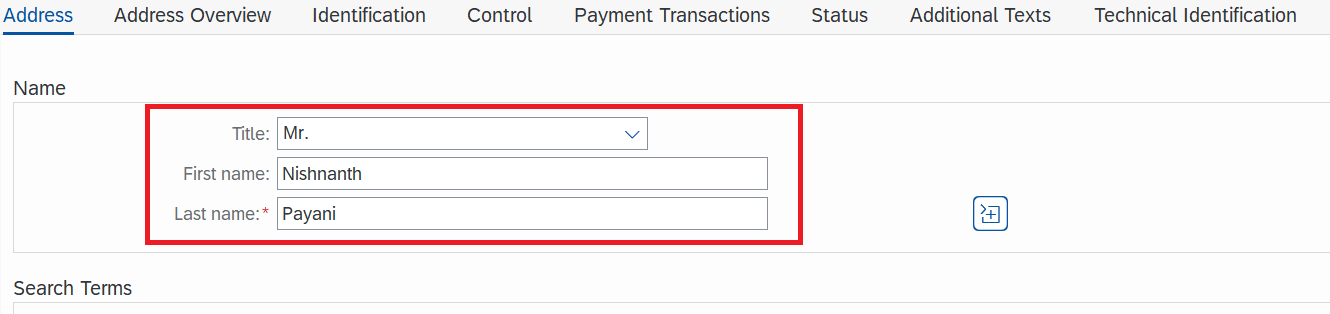 Address Address Overview Identification Control Payment Transactions Status Additional Texts Technical Identification
Name
Title: Mr.
First name: Nishnanth
Last name:* Payani
Search Terms